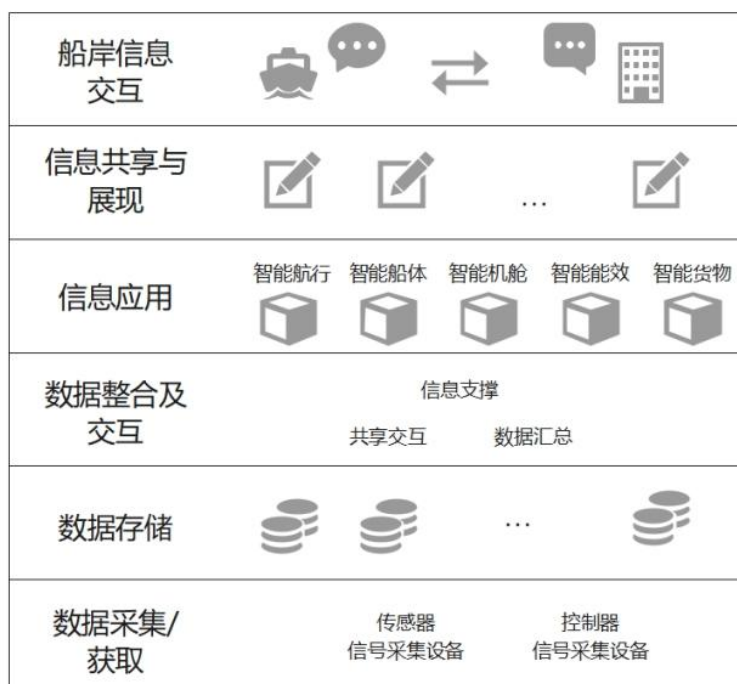 船岸信息
交互
信息共享与
展现
…
信息应用
智能航行 智能船体 智能机舱 智能能效 智能货物
数据整合及
交互
信息支撑
共享交互 数据汇总
数据存储
…
数据采集/
获取
传感器 控制器
信号采集设备 信号采集设备